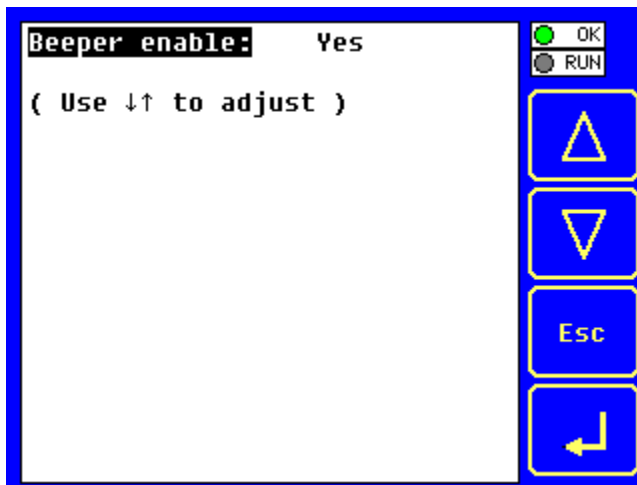 Beeper enable: Yes
( Use ↓↑ to adjust )
OK
RUN
Esc